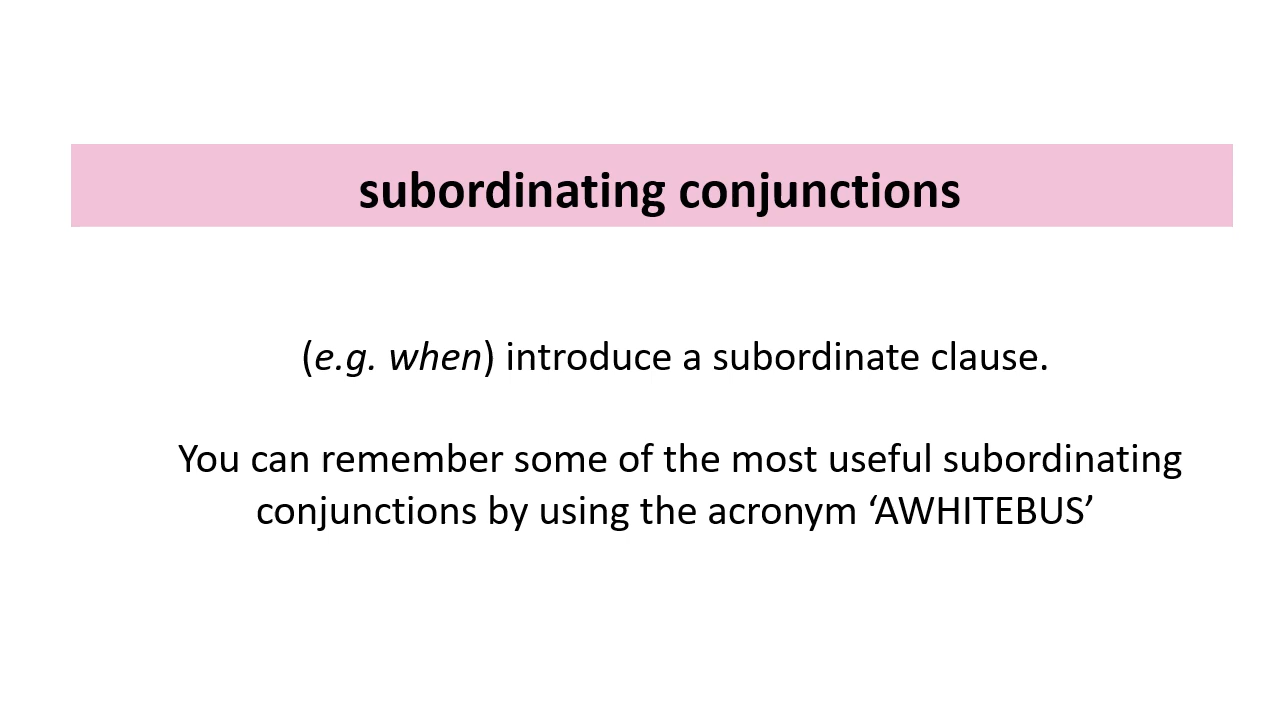 subordinating conjunctions
(e.g. when) introduce a subordinate clause.
You can remember some of the most useful subordinating
conjunctions by using the acronym ‘AWHITEBUS’